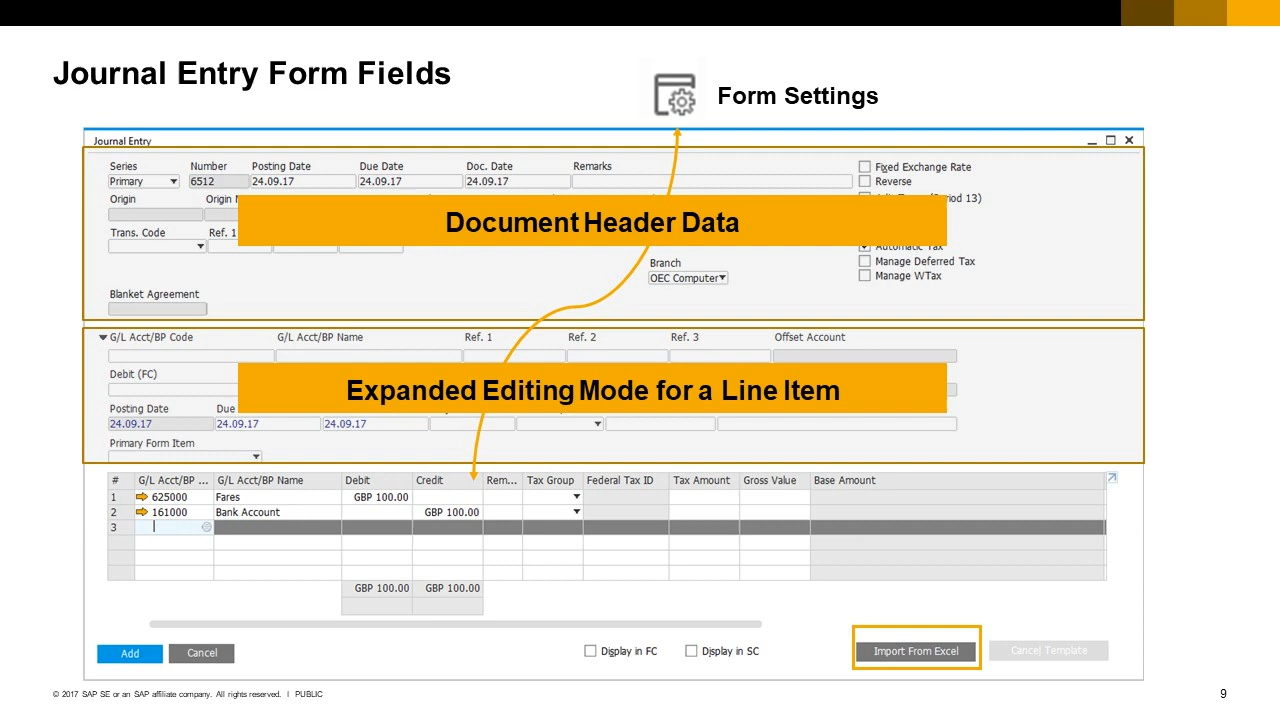 Journal Entry Form Fields
Form Settings
Journal Entry
Series Number Posting Date Due Date Doc. Date Remarks Fixed Exchange Rate
Primary 6512 24.09.17 24.09.17 24.09.17 Reverse
Origin Origin 13)
Document Header Data
Trans. Code Ref. 1 Automatic Tax
Branch Manage Deferred Tax
OEC Computer Manage WTax
Blanket Agreement
G/L Acct/BP Code G/L Acct/BP Name Ref. 1 Ref. 2 Ref. 3 Offset Account
Debit (FC)
Expanded Editing Mode for a Line Item
Posting Date Due
24.09.17 24.09.17 24.09.17
Primary Form Item
# G/L Acct/BP ... G/L Acct/BP Name Debit Credit Rem... Tax Group Federal Tax ID Tax Amount Gross Value Base Amount
1 625000 Fares GBP 100.00
2 161000 Bank Account GBP 100.00
3
GBP 100.00 GBP 100.00
Add Cancel Display in FC Display in SC Import From Excel Cancel Template
© 2017 SAP SE or an SAP affiliate company. All rights reserved. I PUBLIC 9